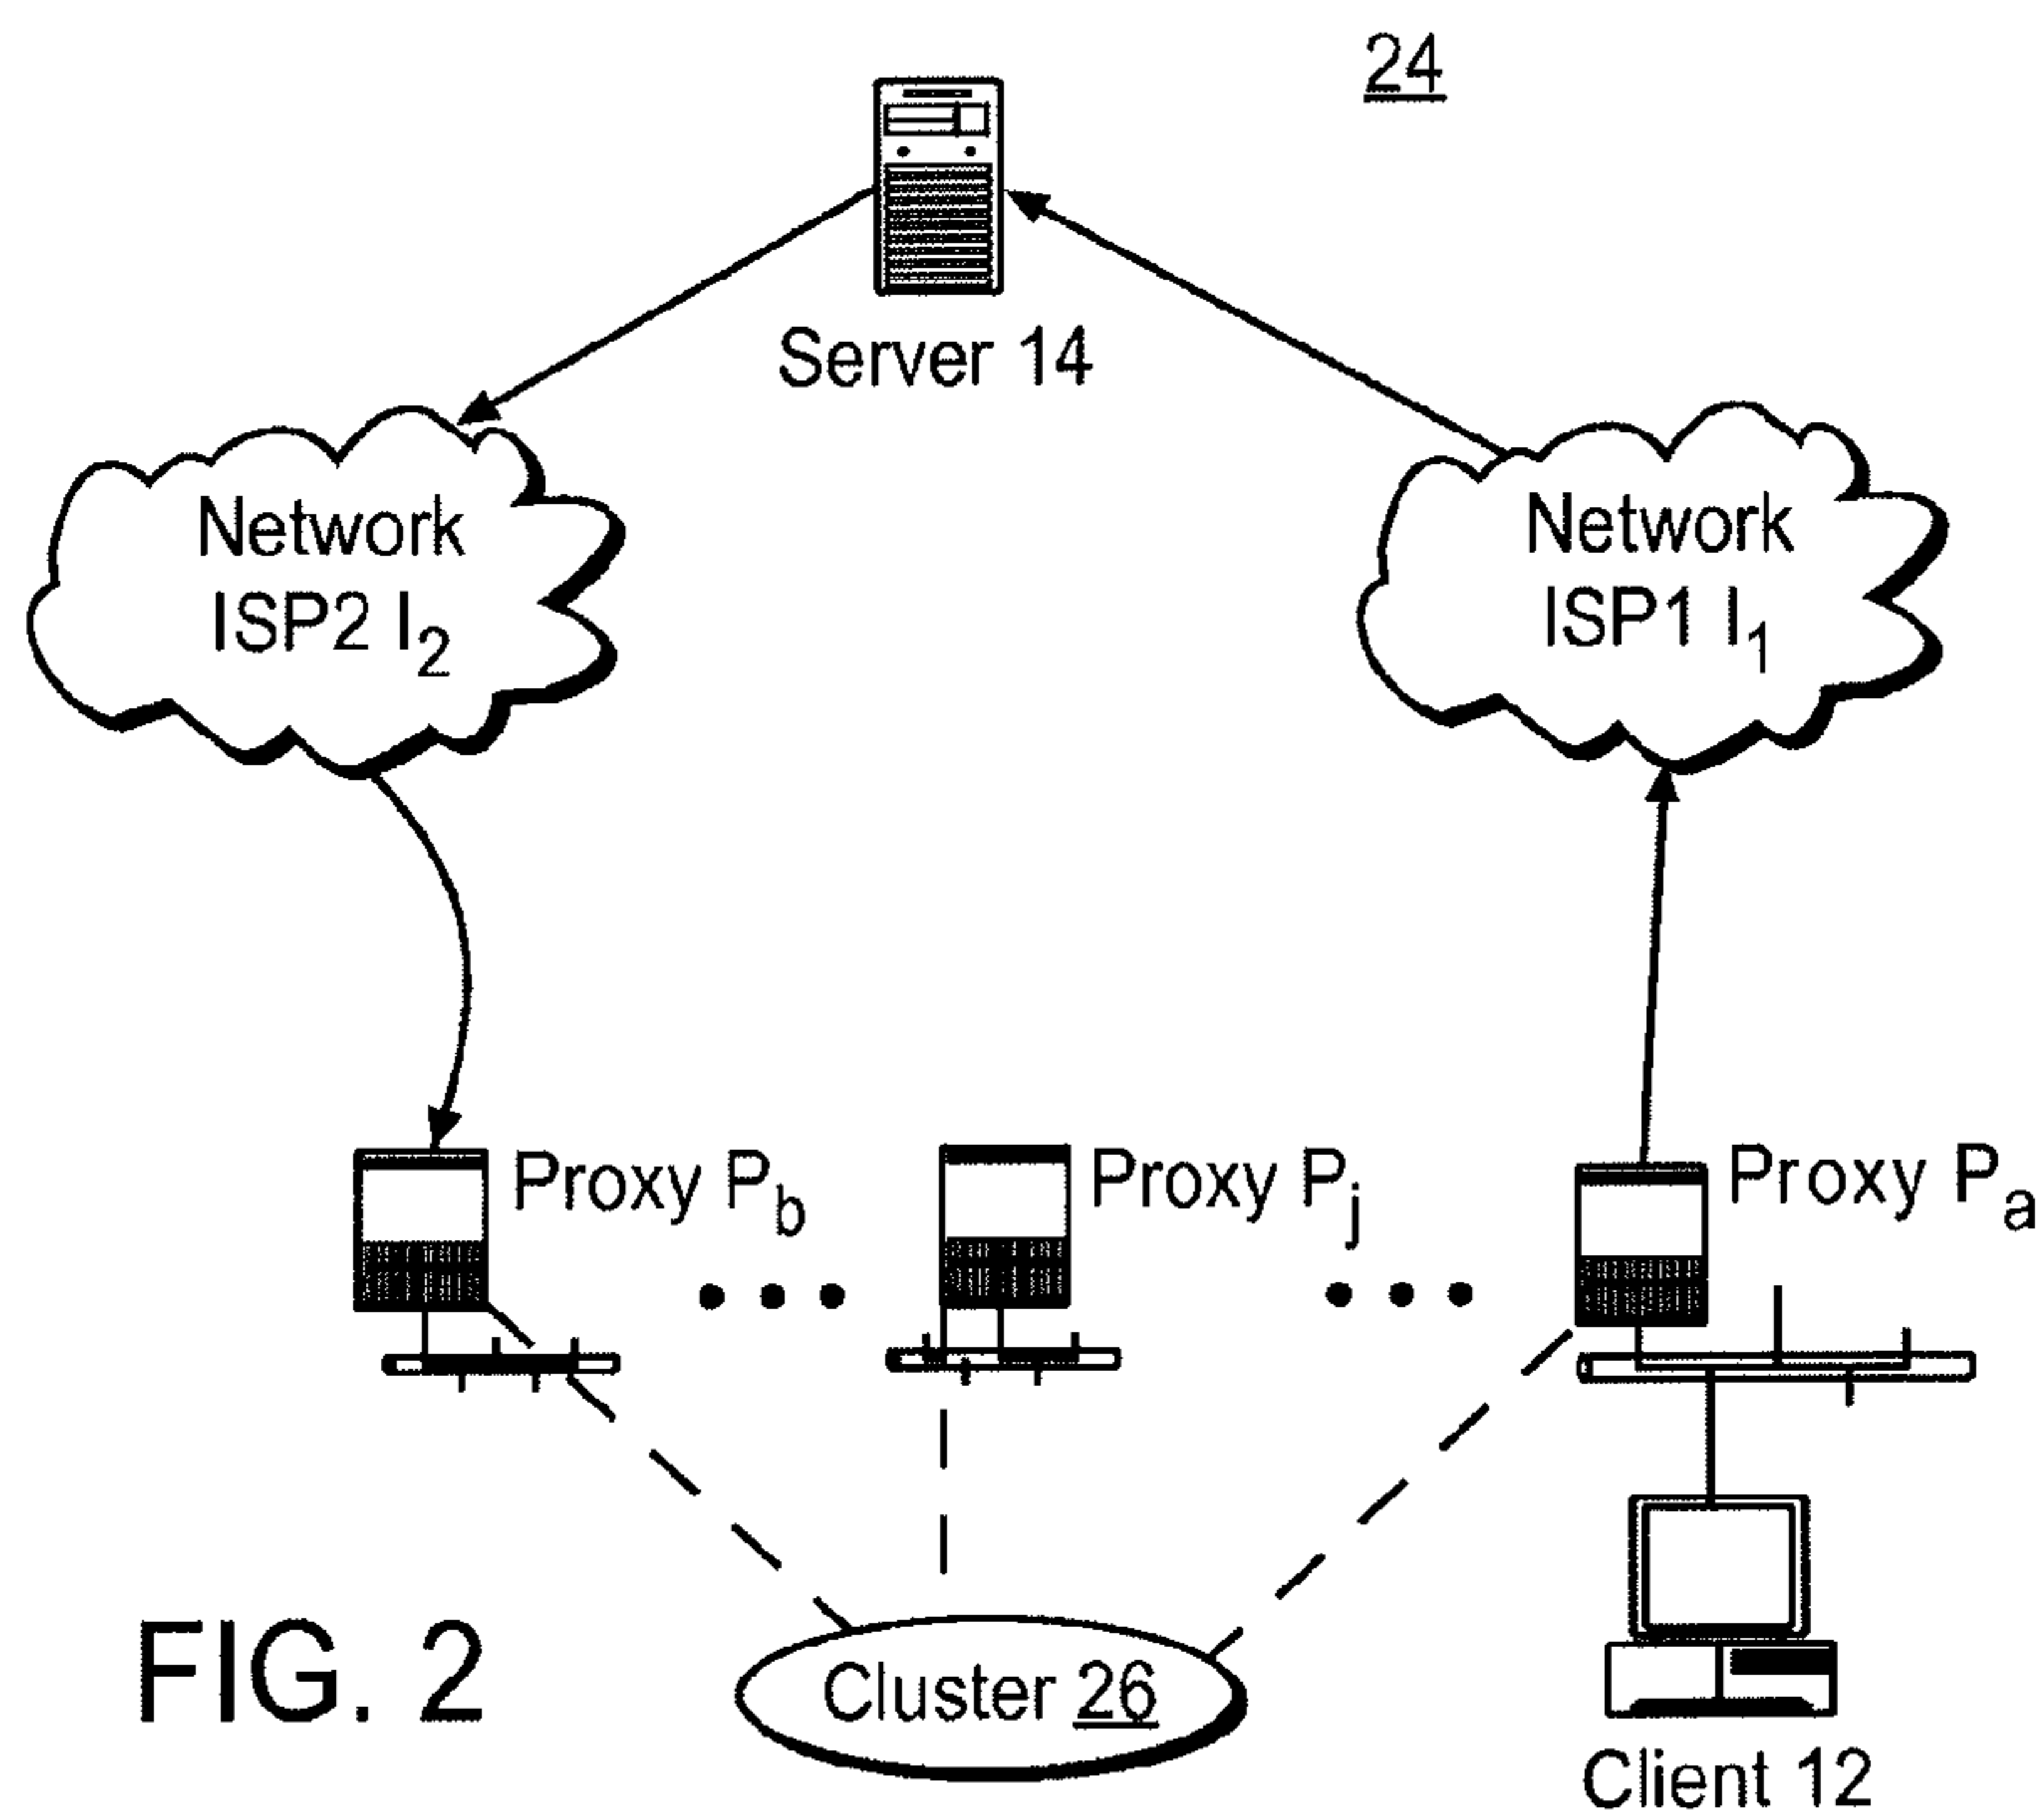 24
Server 14
Network
ISP2 I2
Network
ISP1 I1
Proxy Pb
Proxy Pj
Proxy Pa
Cluster 26
Client 12
FIG. 2